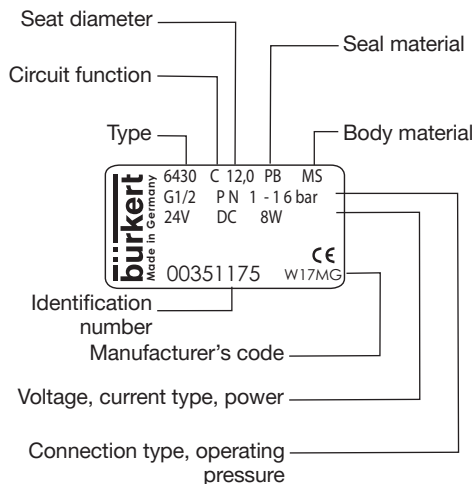 Seat diameter
Seal material
Circuit function
Type
Body material
burkert
Made in Germany
6430 C 12,0 PB MS
G1/2 PN 1 - 16 bar
24V DC 8W
CE
00351175 W17MG
Identification
number
Manufacturer's code
Voltage, current type, power
Connection type, operating
pressure